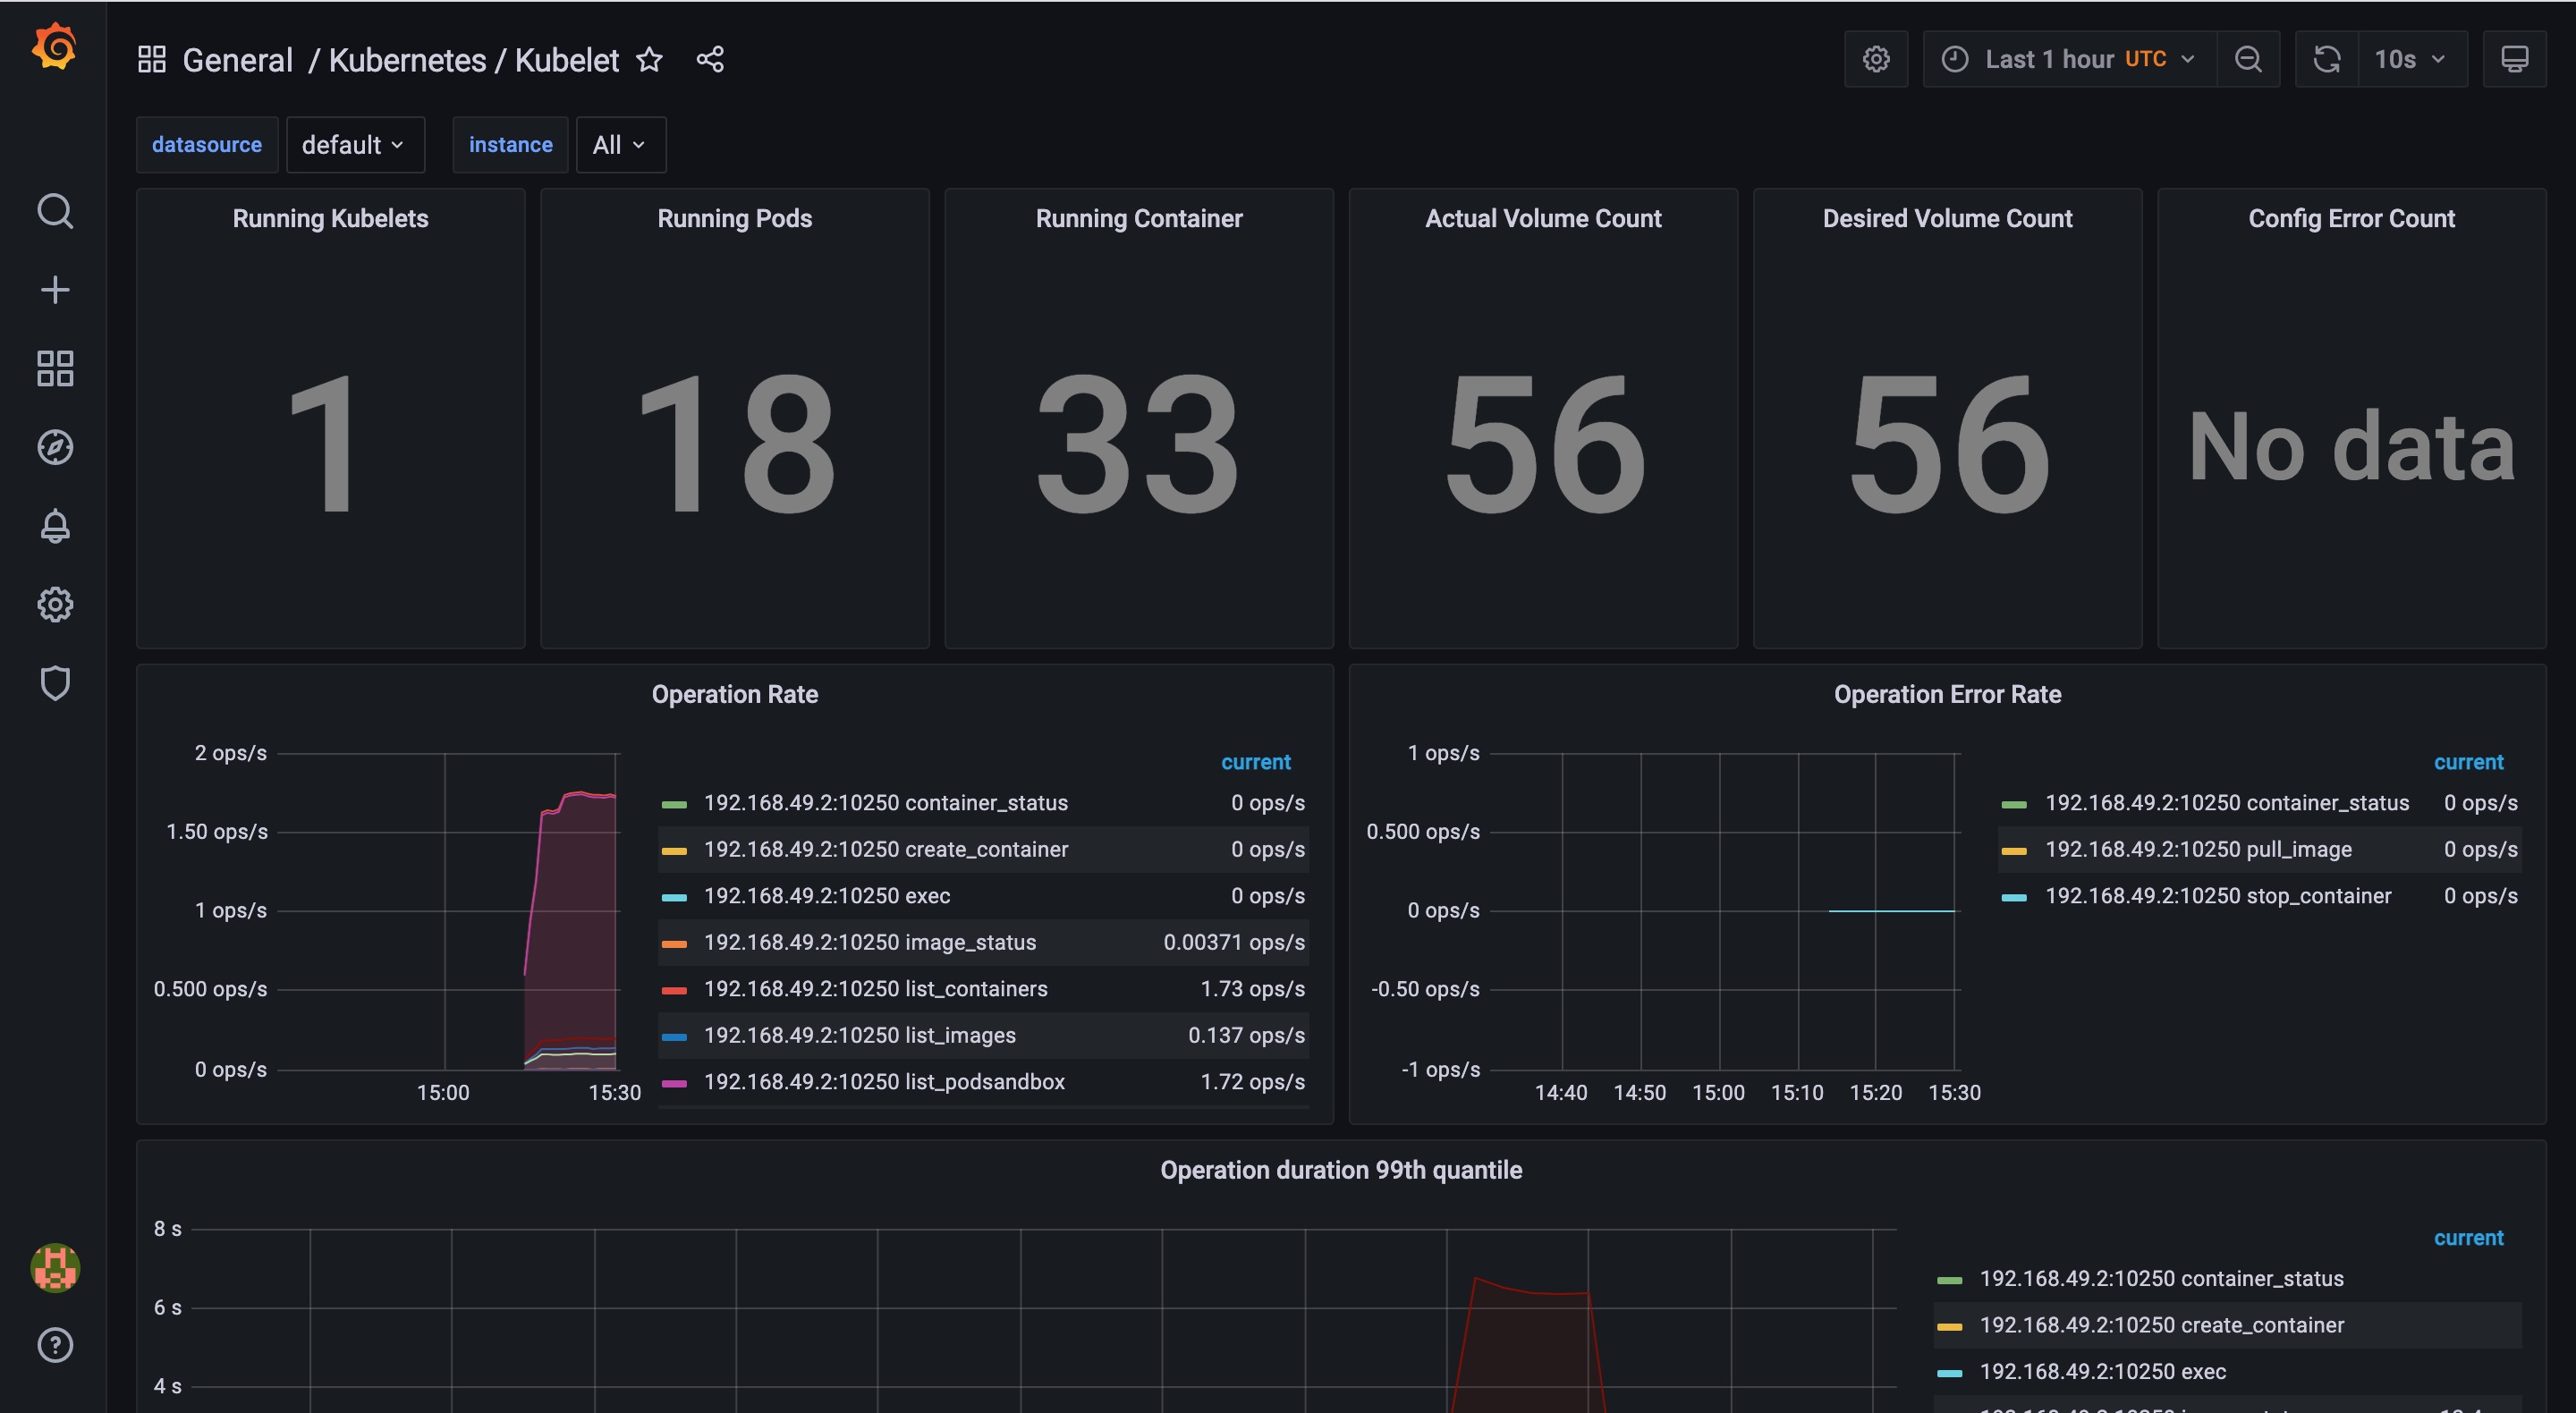 General / Kubernetes / Kubelet
Last 1 hour UTC
10s
datasource default instance All
Running Kubelets
1
Running Pods
18
Running Container
33
Actual Volume Count
56
Desired Volume Count
56
Config Error Count
No data
Operation Rate
2 ops/s
1.50 ops/s
1 ops/s
0.500 ops/s
0 ops/s
15:00 15:30
current
192.168.49.2:10250 container_status 0 ops/s
192.168.49.2:10250 create_container 0 ops/s
192.168.49.2:10250 exec 0 ops/s
192.168.49.2:10250 image_status 0.00371 ops/s
192.168.49.2:10250 list_containers 1.73 ops/s
192.168.49.2:10250 list_images 0.137 ops/s
192.168.49.2:10250 list_podsandbox 1.72 ops/s
Operation Error Rate
1 ops/s
0.500 ops/s
0 ops/s
-0.50 ops/s
-1 ops/s
14:40 14:50 15:00 15:10 15:20 15:30
current
192.168.49.2:10250 container_status 0 ops/s
192.168.49.2:10250 pull_image 0 ops/s
192.168.49.2:10250 stop_container 0 ops/s
Operation duration 99th quantile
8 s
6 s
4 s
current
192.168.49.2:10250 container_status
192.168.49.2:10250 create_container
192.168.49.2:10250 exec